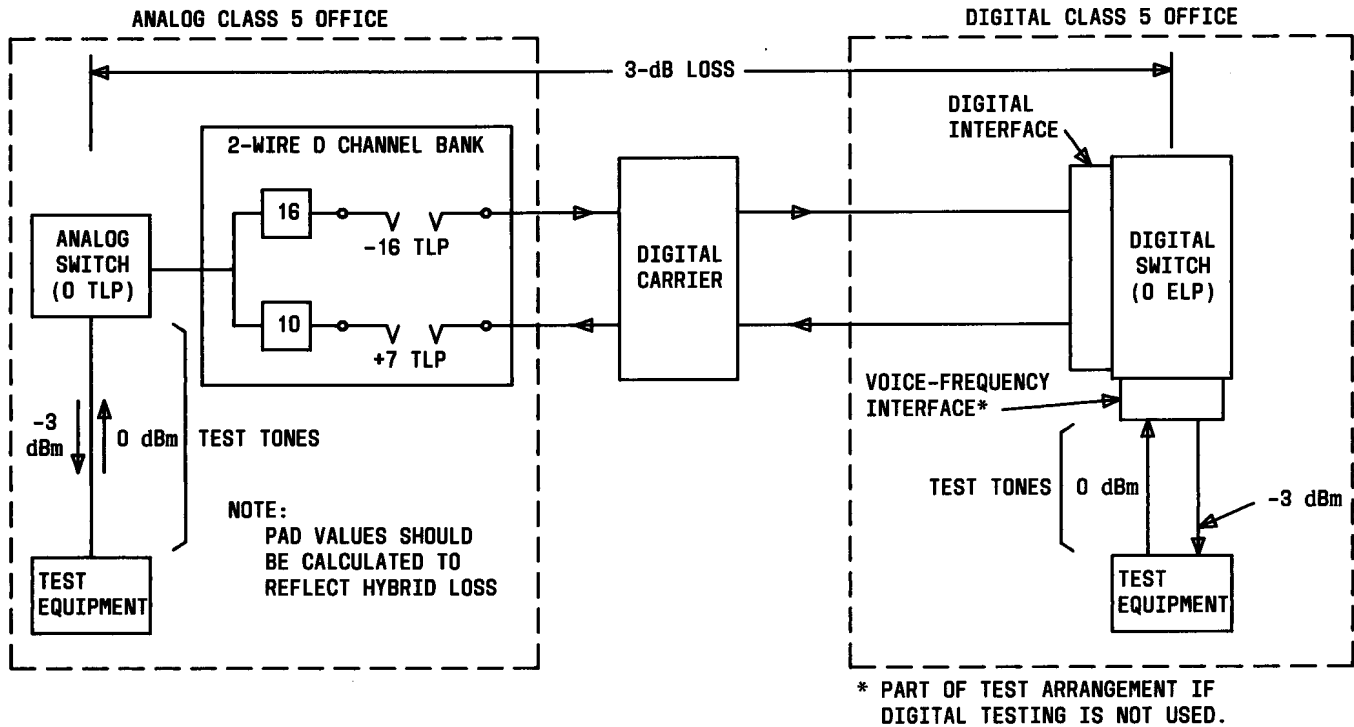 ANALOG CLASS 5 OFFICE
DIGITAL CLASS 5 OFFICE
3-dB LOSS
DIGITAL
INTERFACE
2-WIRE D CHANNEL BANK
16
-16 TLP
ANALOG
SWITCH
(0 TLP)
10
+7 TLP
DIGITAL
CARRIER
DIGITAL
SWITCH
(0 ELP)
VOICE-FREQUENCY
INTERFACE*
-3
dBm
0 dBm
TEST TONES
TEST TONES
0 dBm
-3 dBm
NOTE:
PAD VALUES SHOULD
BE CALCULATED TO
REFLECT HYBRID LOSS
TEST
EQUIPMENT
TEST
EQUIPMENT
* PART OF TEST ARRANGEMENT IF
DIGITAL TESTING IS NOT USED.